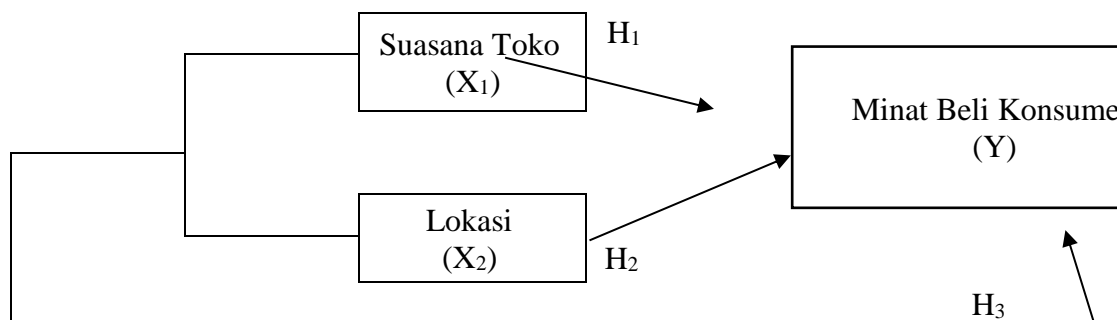 Suasana Toko
(X₁)
H₁
Minat Beli Konsume
(Y)
Lokasi
(X₂)
H₂
H₃